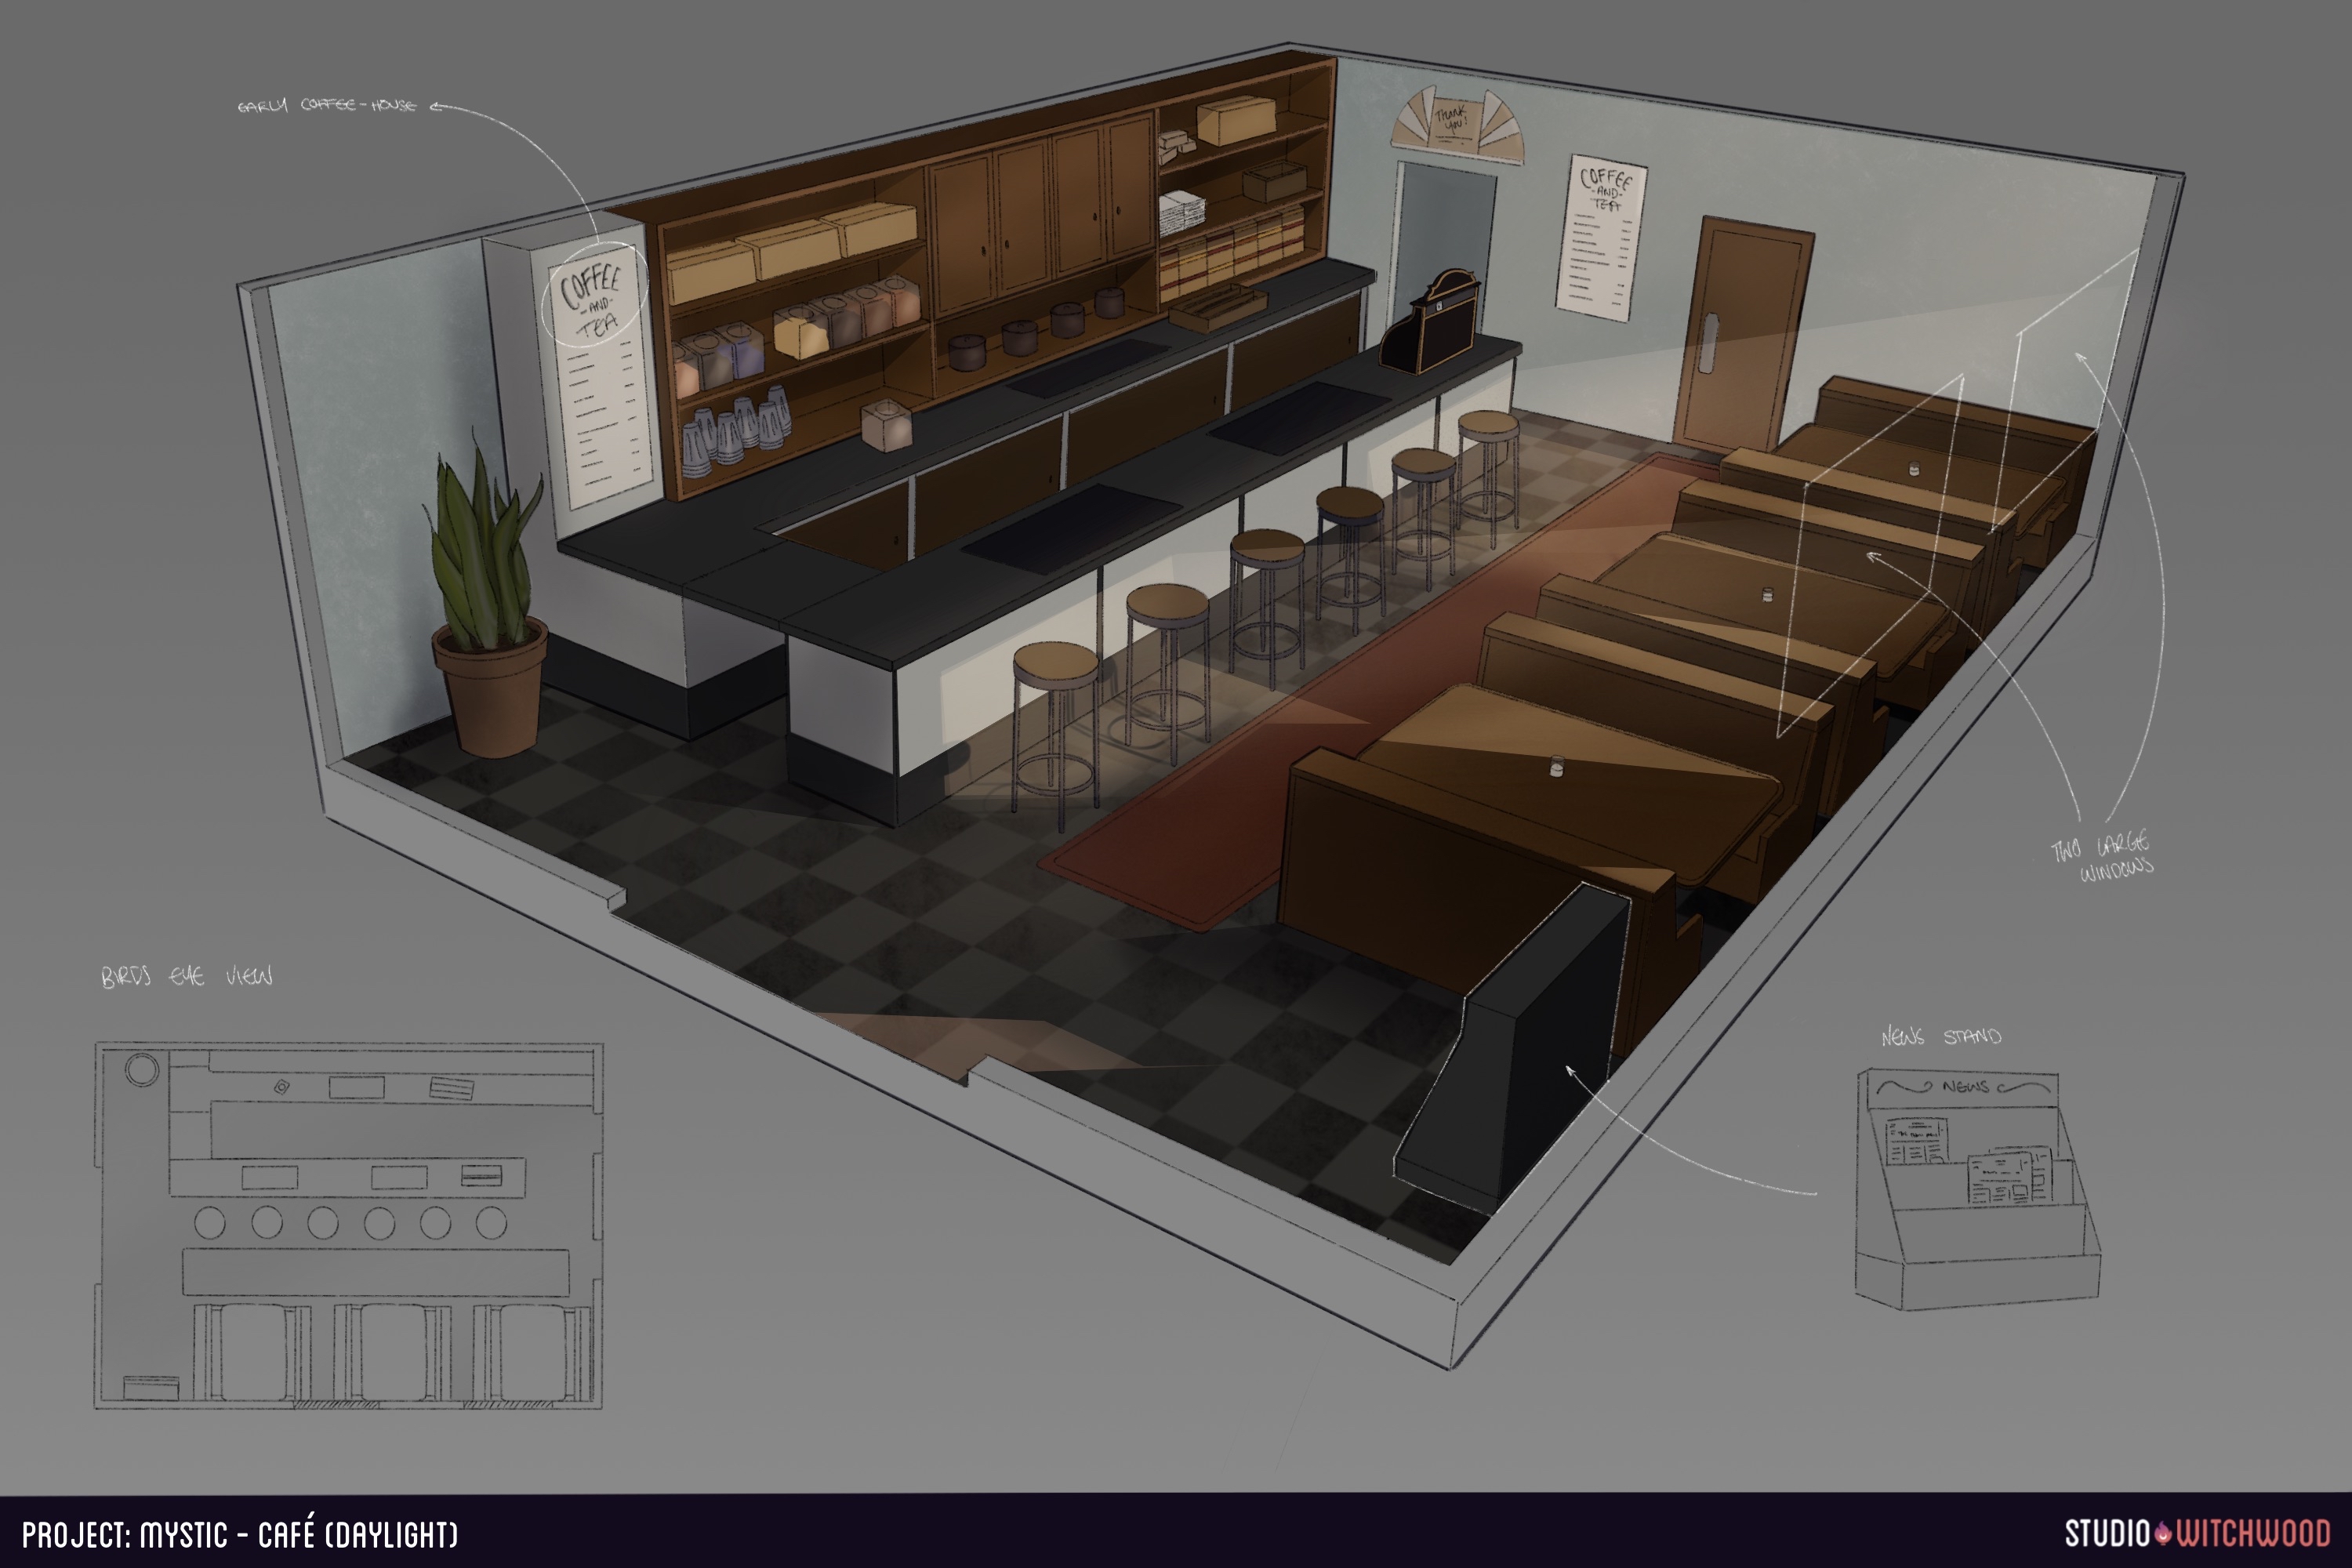 EARLY COFFEE-HOUSE
THANK
YOU!
COFFEE
-AND-
TEA
COFFEE
-AND-
TEA
TWO LARGE
WINDOWS
BIRDS EYE VIEW
NEWS STAND
NEWS
PROJECT: MYSTIC - CAFÉ (DAYLIGHT)
STUDIO WITCHWOOD